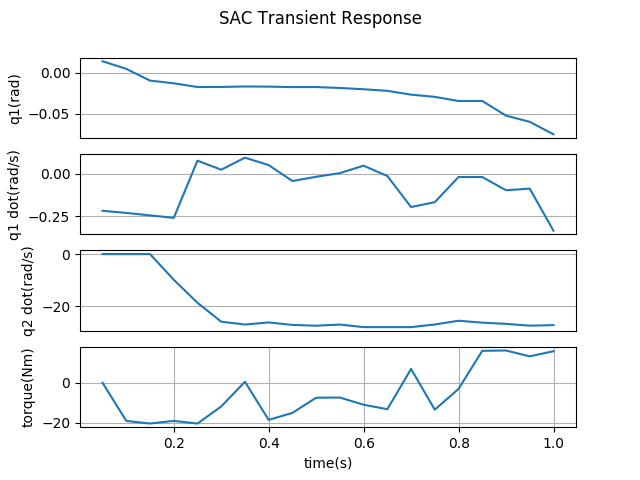 SAC Transient Response
q1(rad)
0.00
−0.05
q1 dot(rad/s)
0.00
−0.25
q2 dot(rad/s)
0
−20
torque(Nm)
0
−20
0.2 0.4 0.6 0.8 1.0
time(s)